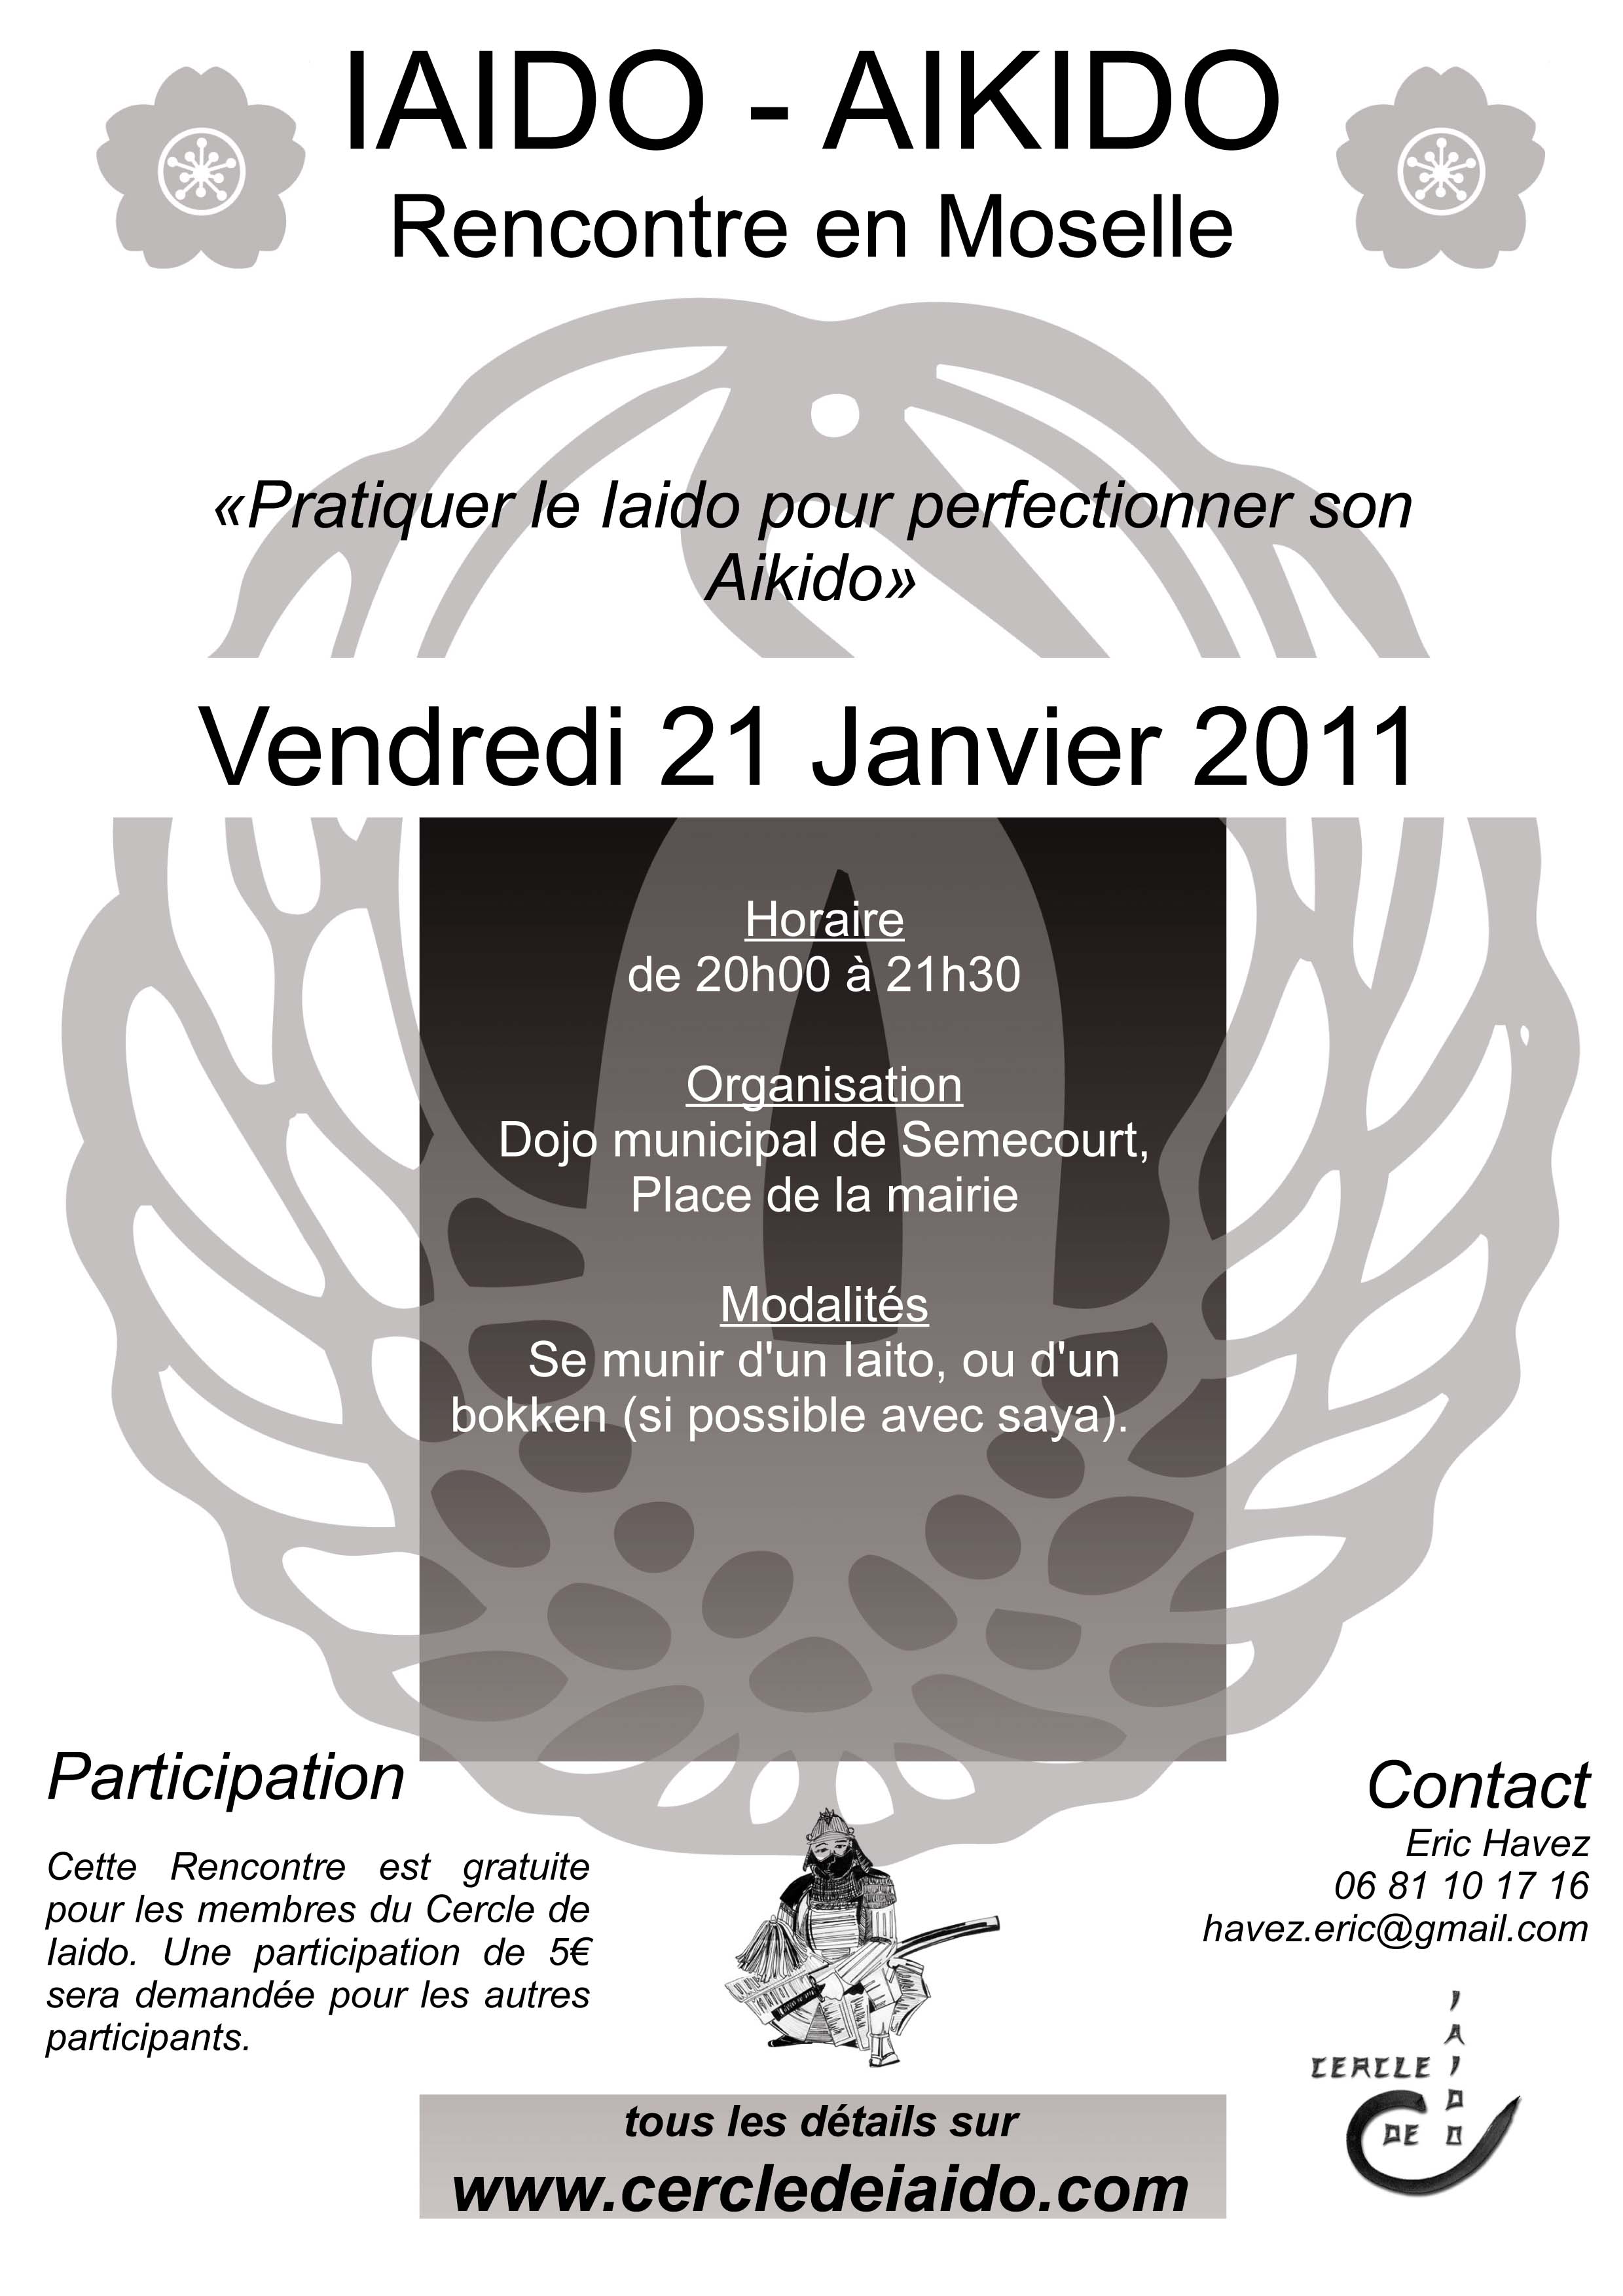 IAIDO - AIKIDO
Rencontre en Moselle
«Pratiquer le Iaido pour perfectionner son
Aikido»
Vendredi 21 Janvier 2011
Horaire
de 20h00 à 21h30
Organisation
Dojo municipal de Semecourt,
Place de la mairie
Modalités
Se munir d'un Iaito, ou d'un
bokken (si possible avec saya).
Participation
Cette Rencontre est gratuite
pour les membres du Cercle de
Iaido. Une participation de 5€
sera demandée pour les autres
participants.
Contact
Eric Havez
06 81 10 17 16
havez.eric@gmail.com
CERCLE
DE
IAIDO
tous les détails sur
www.cercledeiaido.com